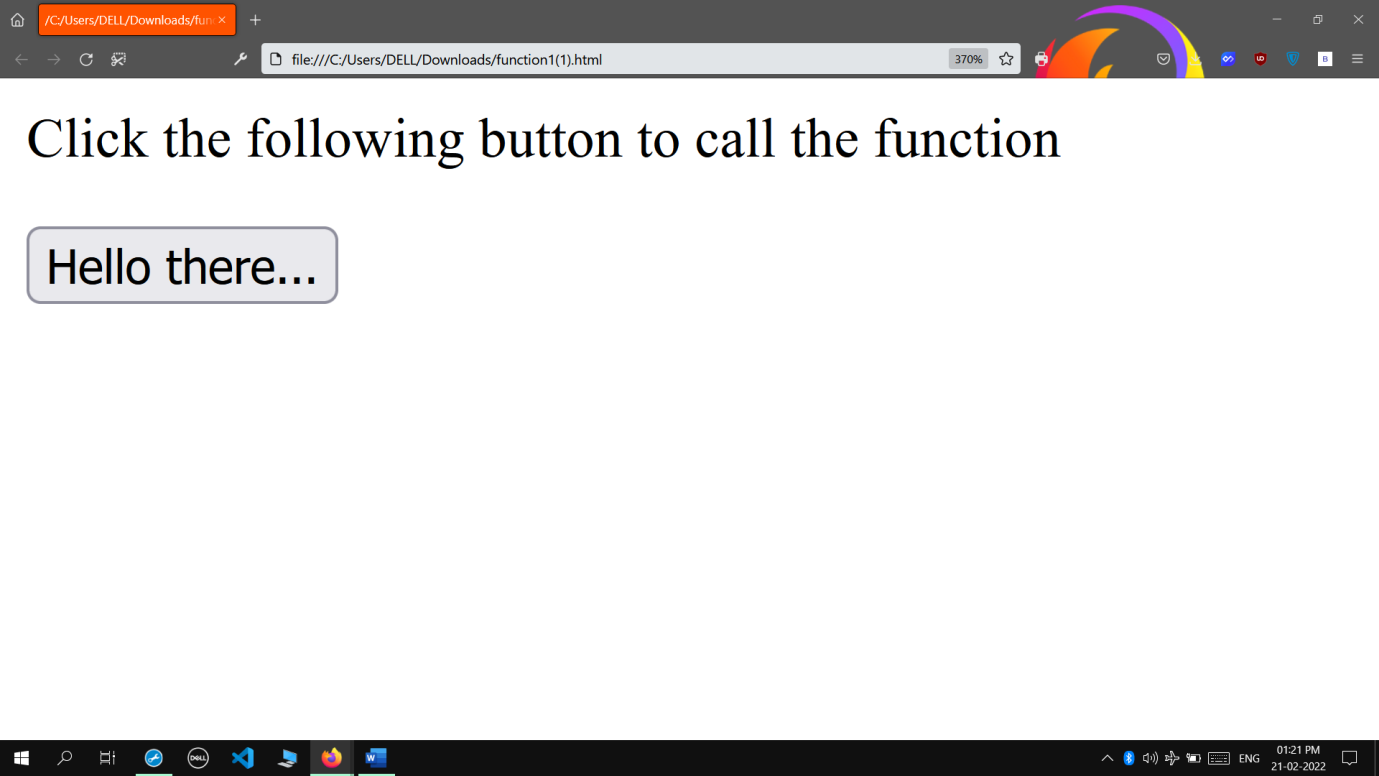 /C:/Users/DELL/Downloads/fun
file:///C:/Users/DELL/Downloads/function1(1).html
370%
Click the following button to call the function
Hello there...
DELL
W
ENG
01:21 PM
21-02-2022